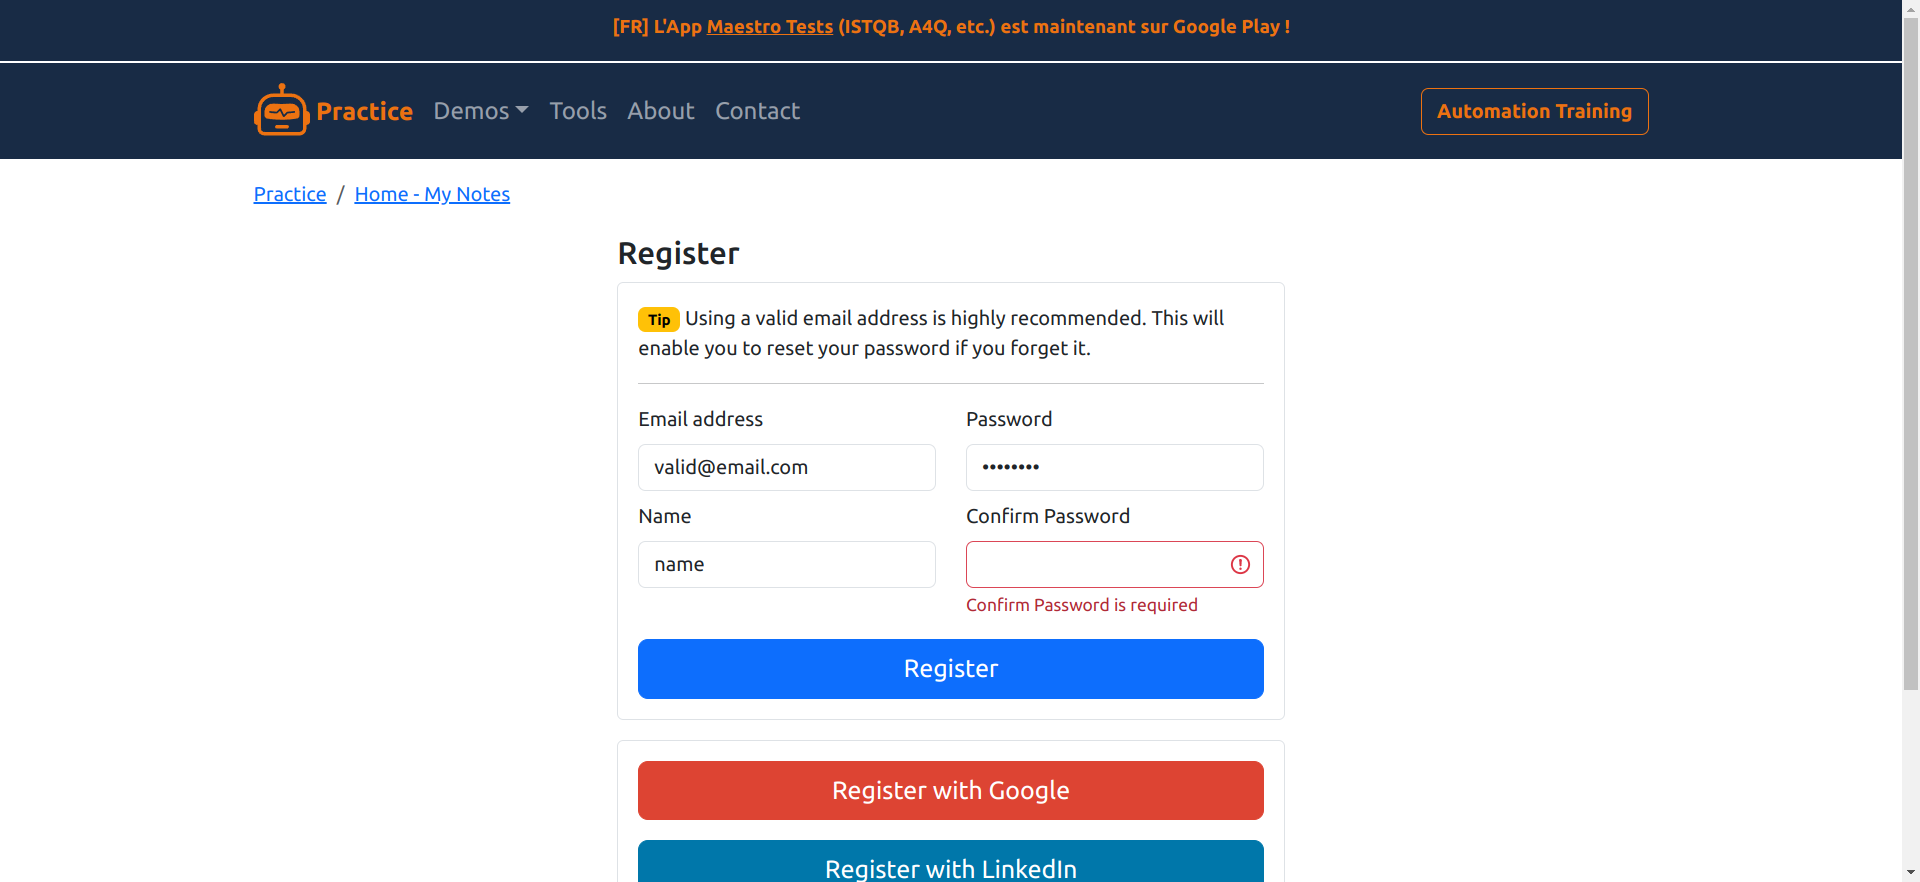 [FR] L'App Maestro Tests (ISTQB, A4Q, etc.) est maintenant sur Google Play !
Practice Demos Tools About Contact Automation Training
Practice / Home - My Notes
Register
Tip Using a valid email address is highly recommended. This will
enable you to reset your password if you forget it.
Email address Password
valid@email.com ••••••••
Name Confirm Password
name
Confirm Password is required
Register
Register with Google
Register with LinkedIn